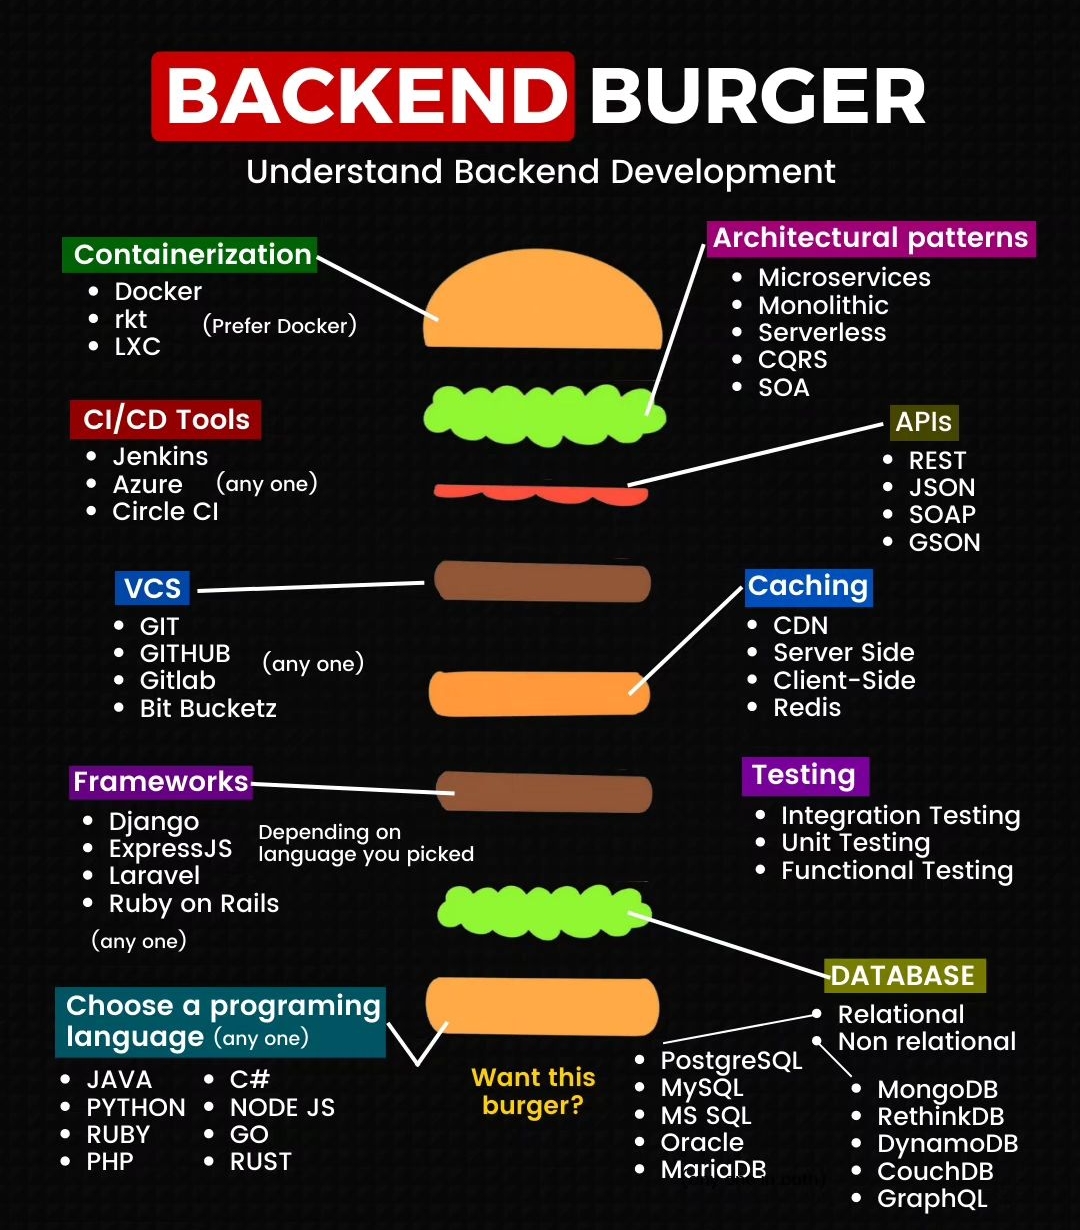 BACKEND BURGER
Understand Backend Development
Containerization
Docker
rkt
LXC
(Prefer Docker)
Architectural patterns
Microservices
Monolithic
Serverless
CQRS
SOA
CI/CD Tools
Jenkins
Azure
Circle CI
(any one)
APIs
REST
JSON
SOAP
GSON
VCS
GIT
GITHUB
Gitlab
Bit Bucketz
(any one)
Caching
CDN
Server Side
Client-Side
Redis
Frameworks
Django
ExpressJS
Laravel
Ruby on Rails
(any one)
Depending on
language you picked
Testing
Integration Testing
Unit Testing
Functional Testing
Choose a programing
language (any one)
JAVA
PYTHON
RUBY
PHP
C#
NODE JS
GO
RUST
Want this
burger?
DATABASE
Relational
Non relational
PostgreSQL
MySQL
MS SQL
Oracle
MariaDB
MongoDB
RethinkDB
DynamoDB
CouchDB
GraphQL